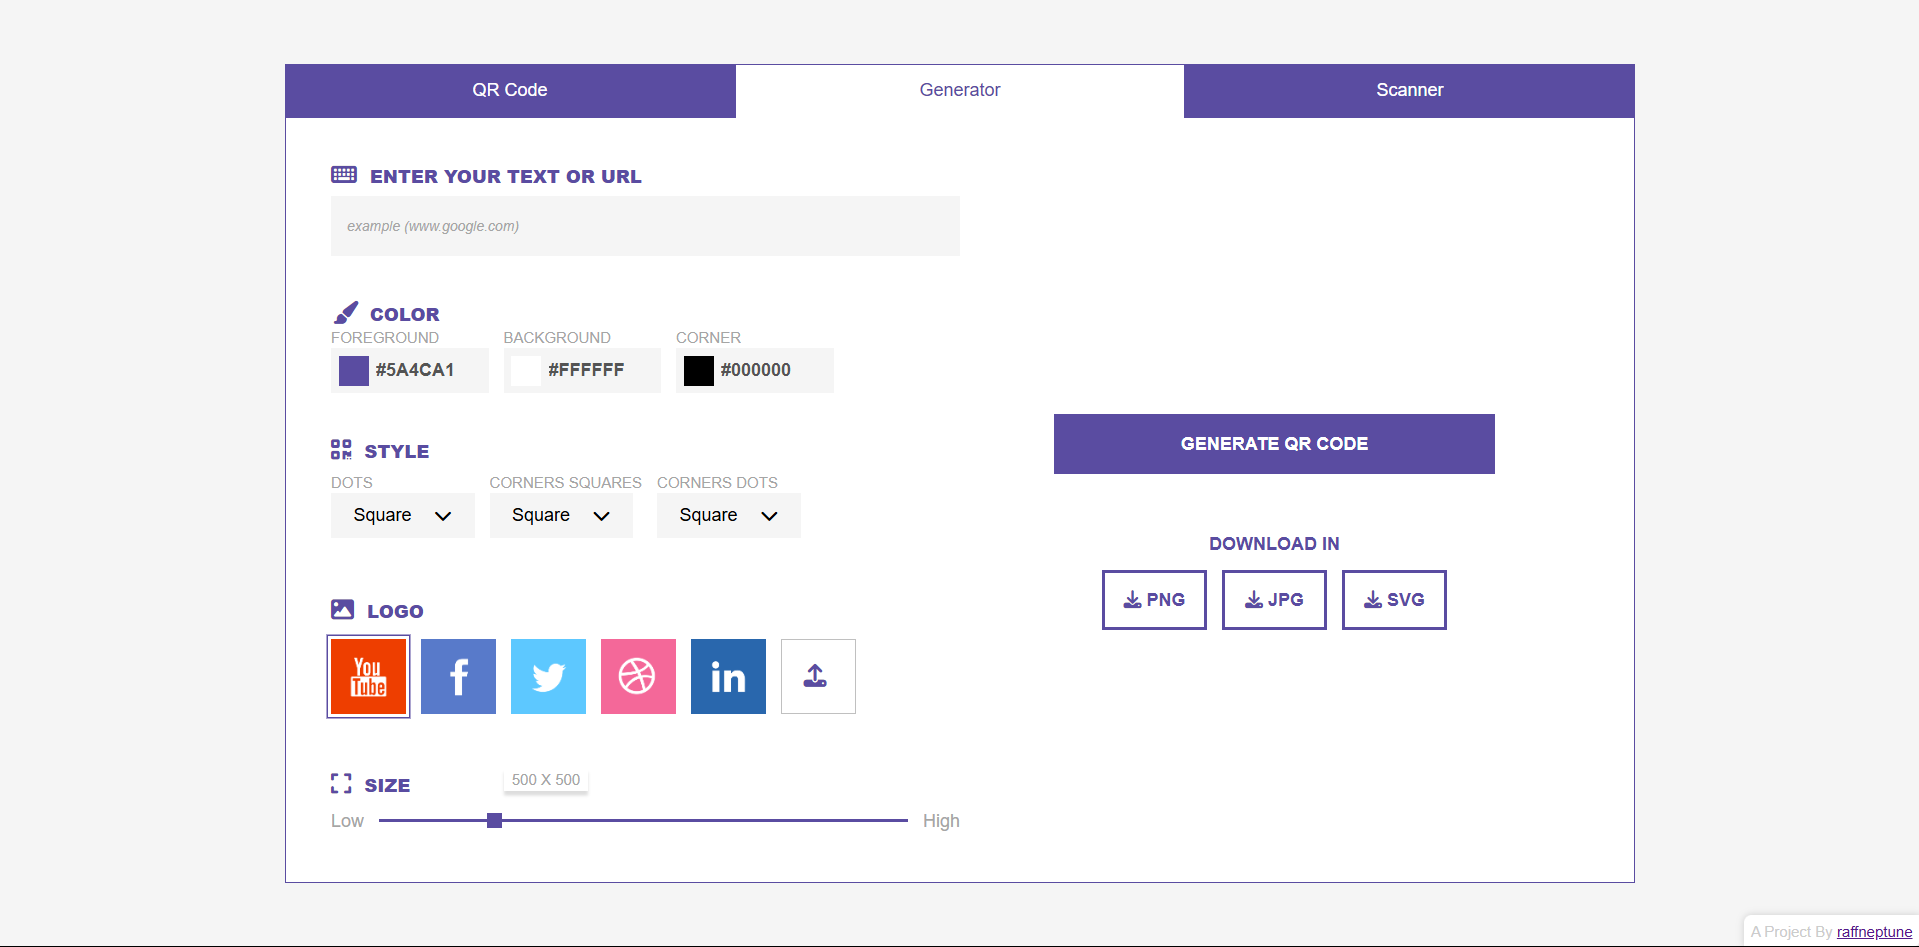 QR Code
Generator
Scanner
ENTER YOUR TEXT OR URL
example (www.google.com)
COLOR
FOREGROUND
BACKGROUND
CORNER
#5A4CA1
#FFFFFF
#000000
STYLE
DOTS
CORNERS SQUARES
CORNERS DOTS
Square
Square
Square
LOGO
You
Tube
f
in
SIZE
500 X 500
Low
High
GENERATE QR CODE
DOWNLOAD IN
PNG
JPG
SVG
A Project By raffneptune